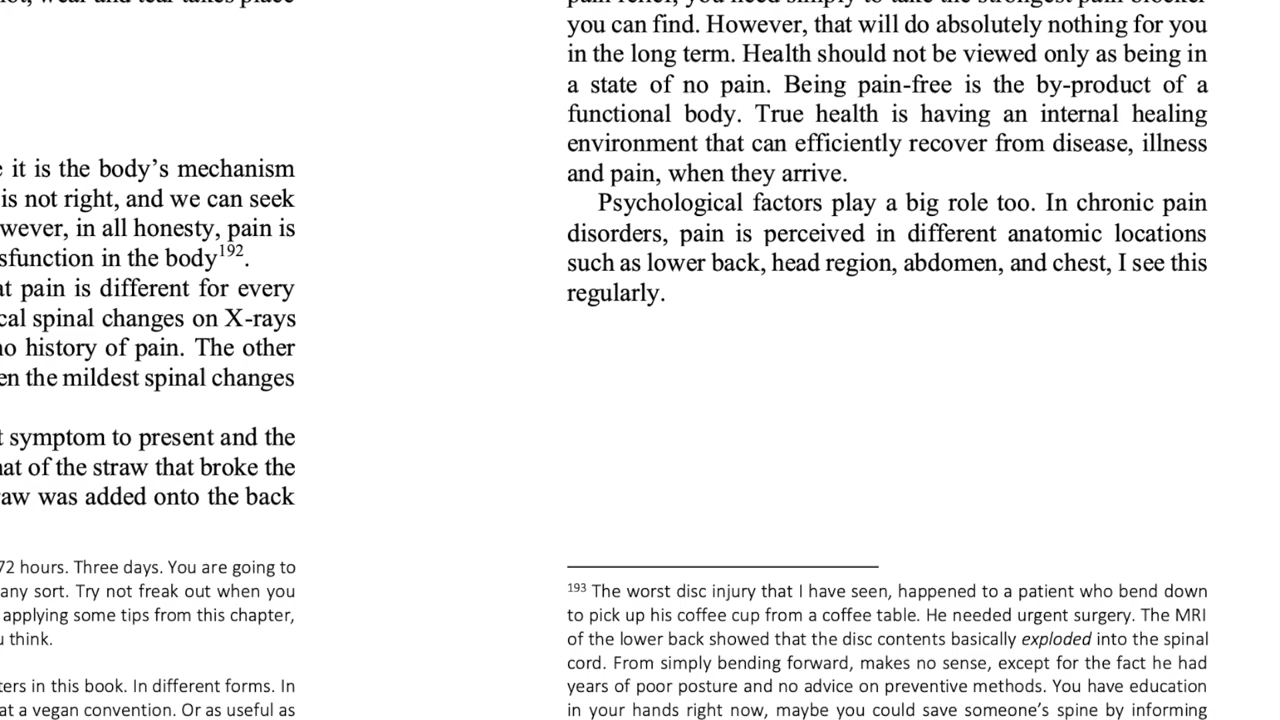 e it is the body’s mechanism
is not right, and we can seek
wever, in all honesty, pain is
sfunction in the body192.
at pain is different for every
cal spinal changes on X-rays
no history of pain. The other
en the mildest spinal changes
t symptom to present and the
hat of the straw that broke the
raw was added onto the back
72 hours. Three days. You are going to
any sort. Try not freak out when you
applying some tips from this chapter,
u think.
ters in this book. In different forms. In
at a vegan convention. Or as useful as
you can find. However, that will do absolutely nothing for you
in the long term. Health should not be viewed only as being in
a state of no pain. Being pain-free is the by-product of a
functional body. True health is having an internal healing
environment that can efficiently recover from disease, illness
and pain, when they arrive.
Psychological factors play a big role too. In chronic pain
disorders, pain is perceived in different anatomic locations
such as lower back, head region, abdomen, and chest, I see this
regularly.
193 The worst disc injury that I have seen, happened to a patient who bend down
to pick up his coffee cup from a coffee table. He needed urgent surgery. The MRI
of the lower back showed that the disc contents basically exploded into the spinal
cord. From simply bending forward, makes no sense, except for the fact he had
years of poor posture and no advice on preventive methods. You have education
in your hands right now, maybe you could save someone’s spine by informing